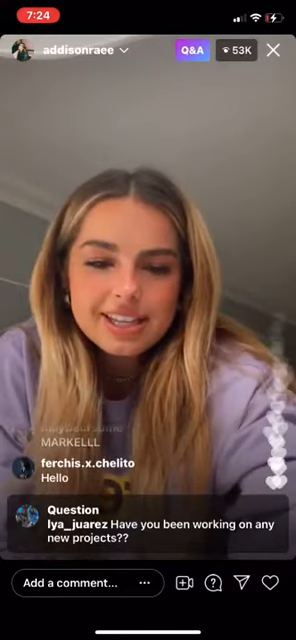 7:24
addisonraee
Q&A
53K
MARKELLL
ferchis.x.chelito
Hello
Question
lya_juarez Have you been working on any
new projects??
Add a comment...